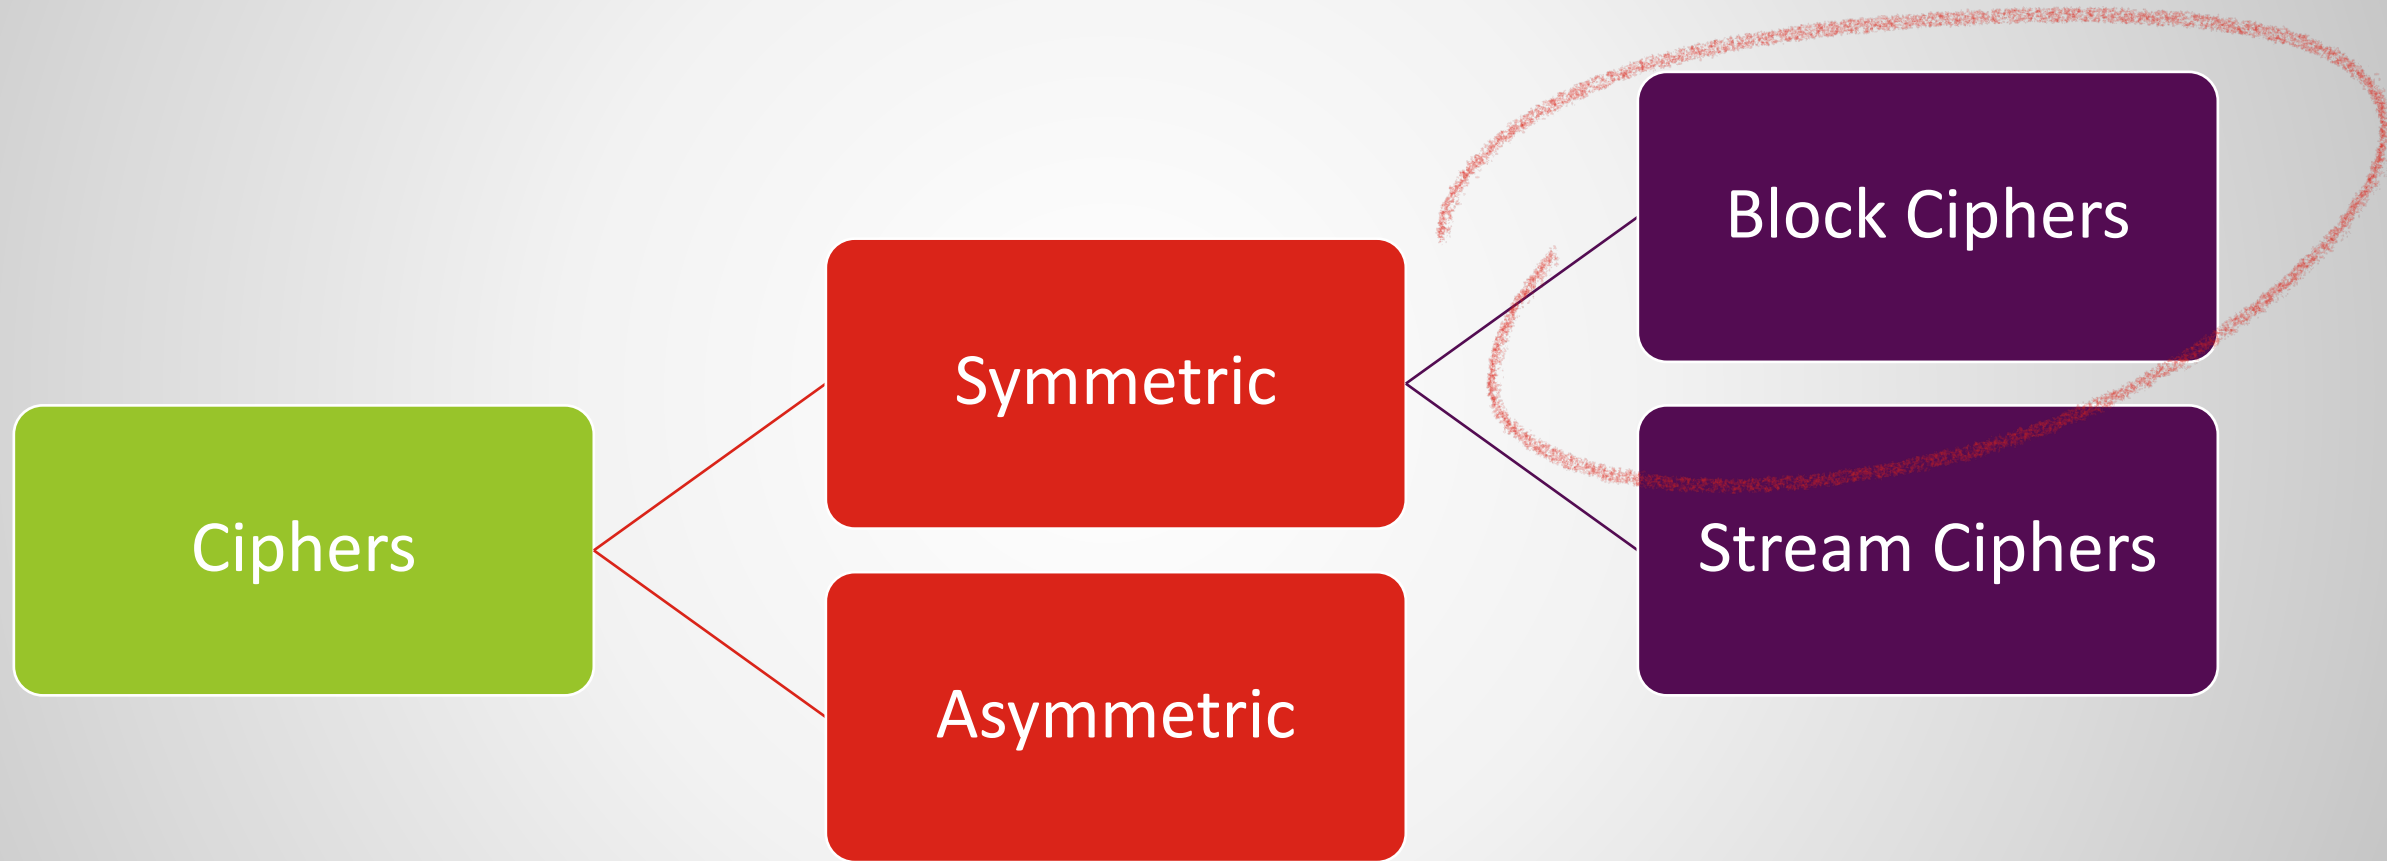 Ciphers
Symmetric
Asymmetric
Block Ciphers
Stream Ciphers